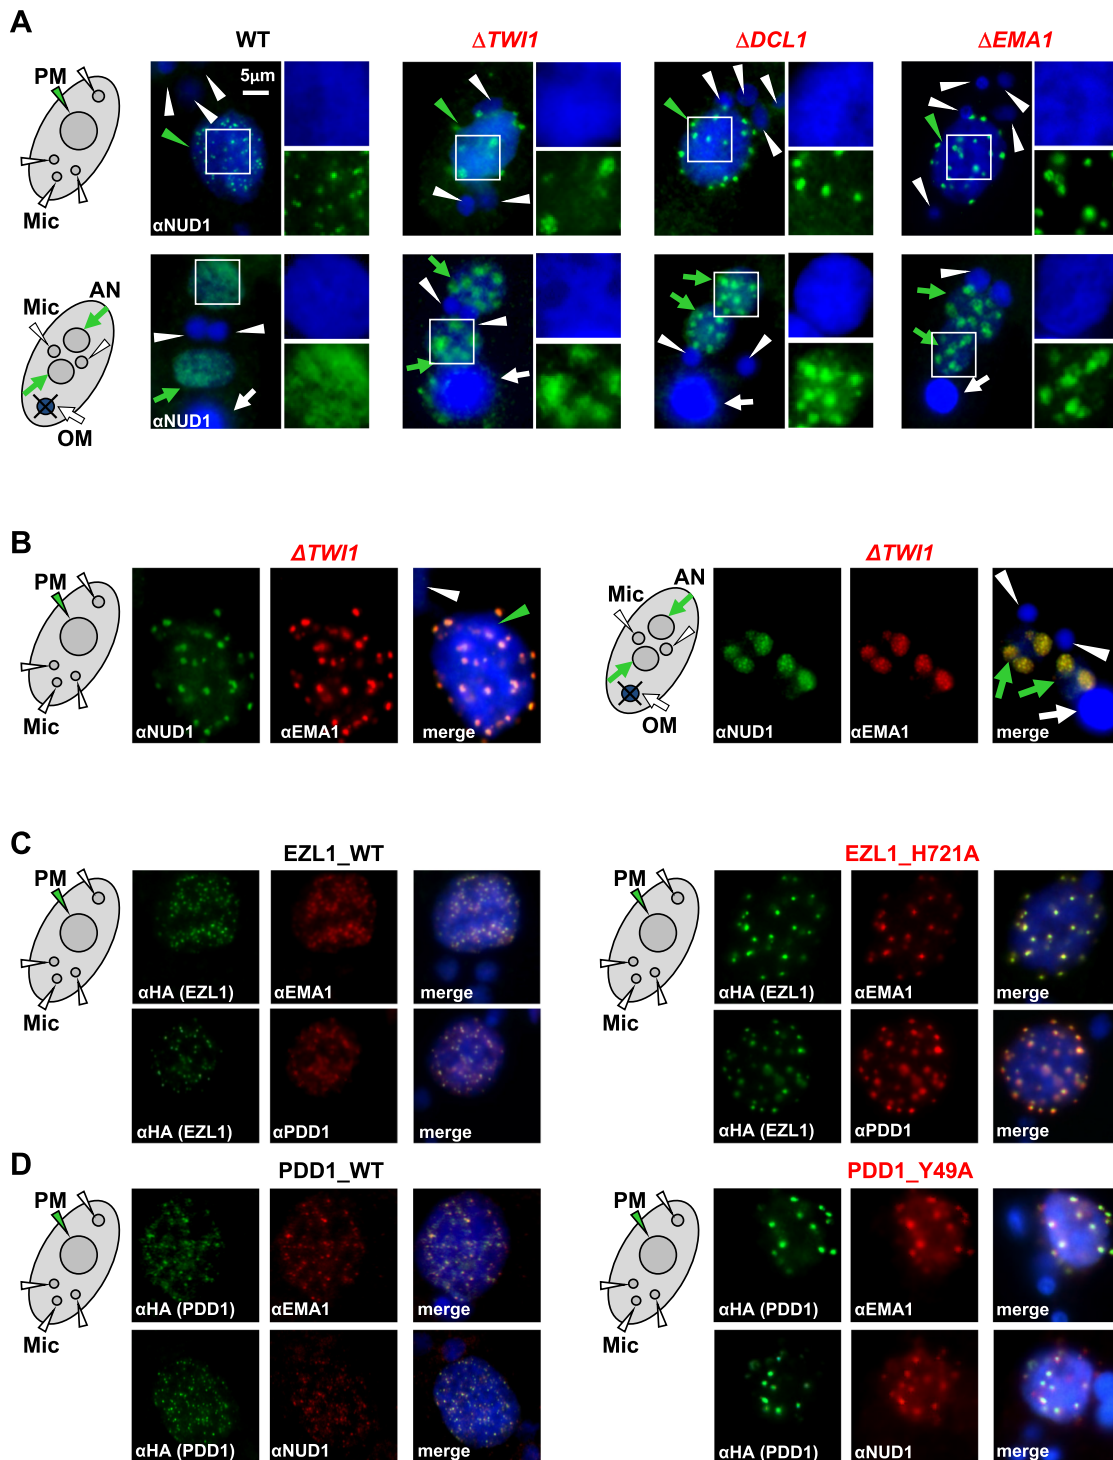 A
WT
ΔTWI1
ΔDCL1
ΔEMA1
PM
5μm
Mic
αNUD1
Mic
AN
OM
αNUD1
B
ΔTWI1
ΔTWI1
PM
Mic
αNUD1
αEMA1
merge
Mic
AN
OM
αNUD1
αEMA1
merge
C
EZL1_WT
EZL1_H721A
PM
Mic
αHA (EZL1)
αEMA1
merge
PM
Mic
αHA (EZL1)
αEMA1
merge
αHA (EZL1)
αPDD1
merge
αHA (EZL1)
αPDD1
merge
D
PDD1_WT
PDD1_Y49A
PM
Mic
αHA (PDD1)
αEMA1
merge
PM
Mic
αHA (PDD1)
αEMA1
merge
αHA (PDD1)
αNUD1
merge
αHA (PDD1)
αNUD1
merge